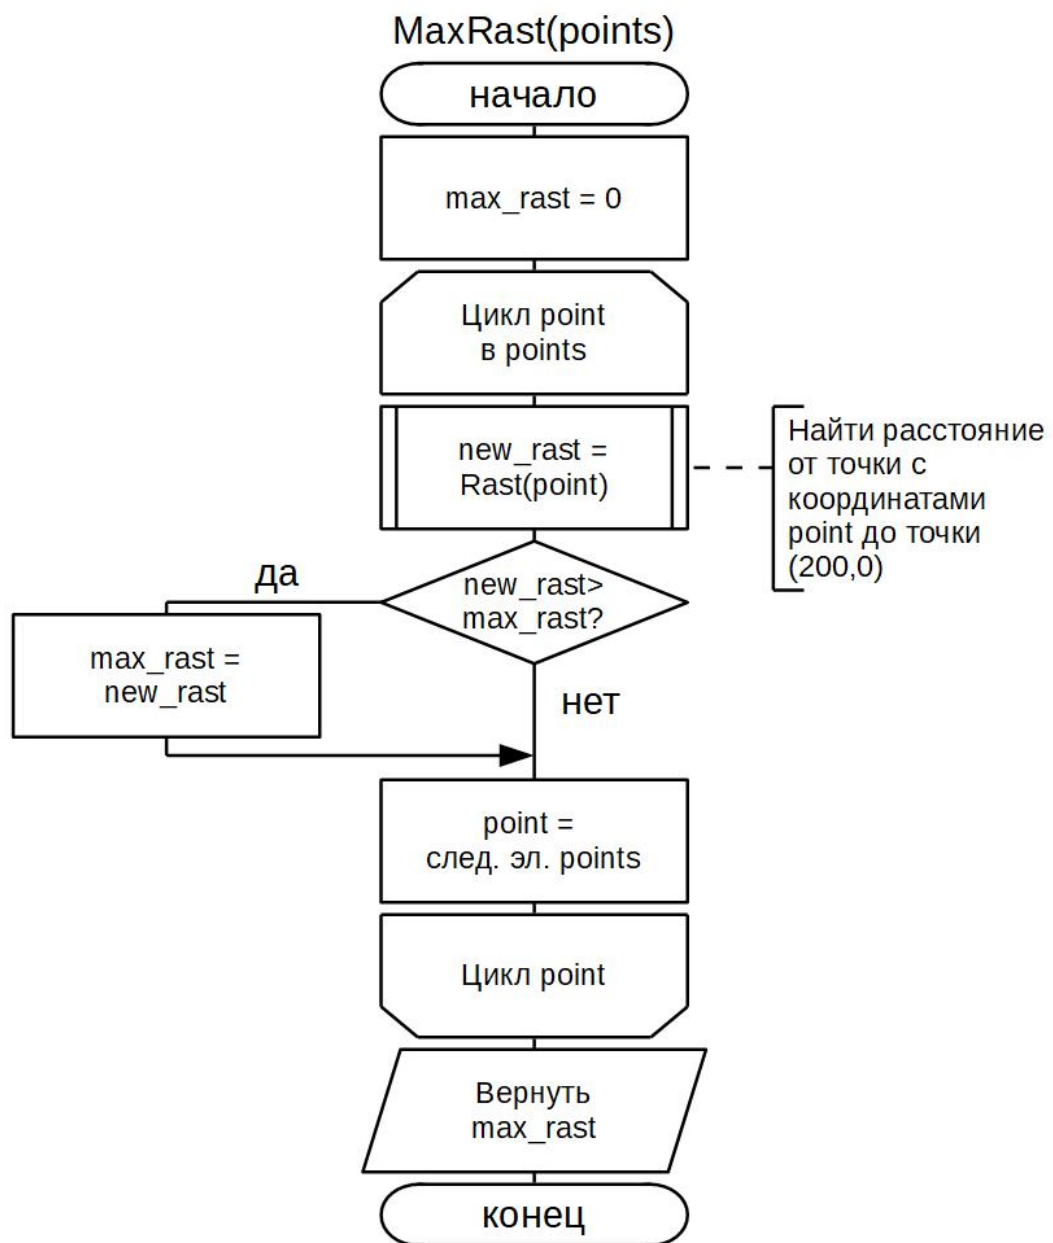 MaxRast(points)
начало
max_rast = 0
Цикл point
в points
new_rast =
Rast(point)
Найти расстояние
от точки с
координатами
point до точки
(200,0)
new_rast>
max_rast?
да
max_rast =
new_rast
нет
point =
след. эл. points
Цикл point
Вернуть
max_rast
конец